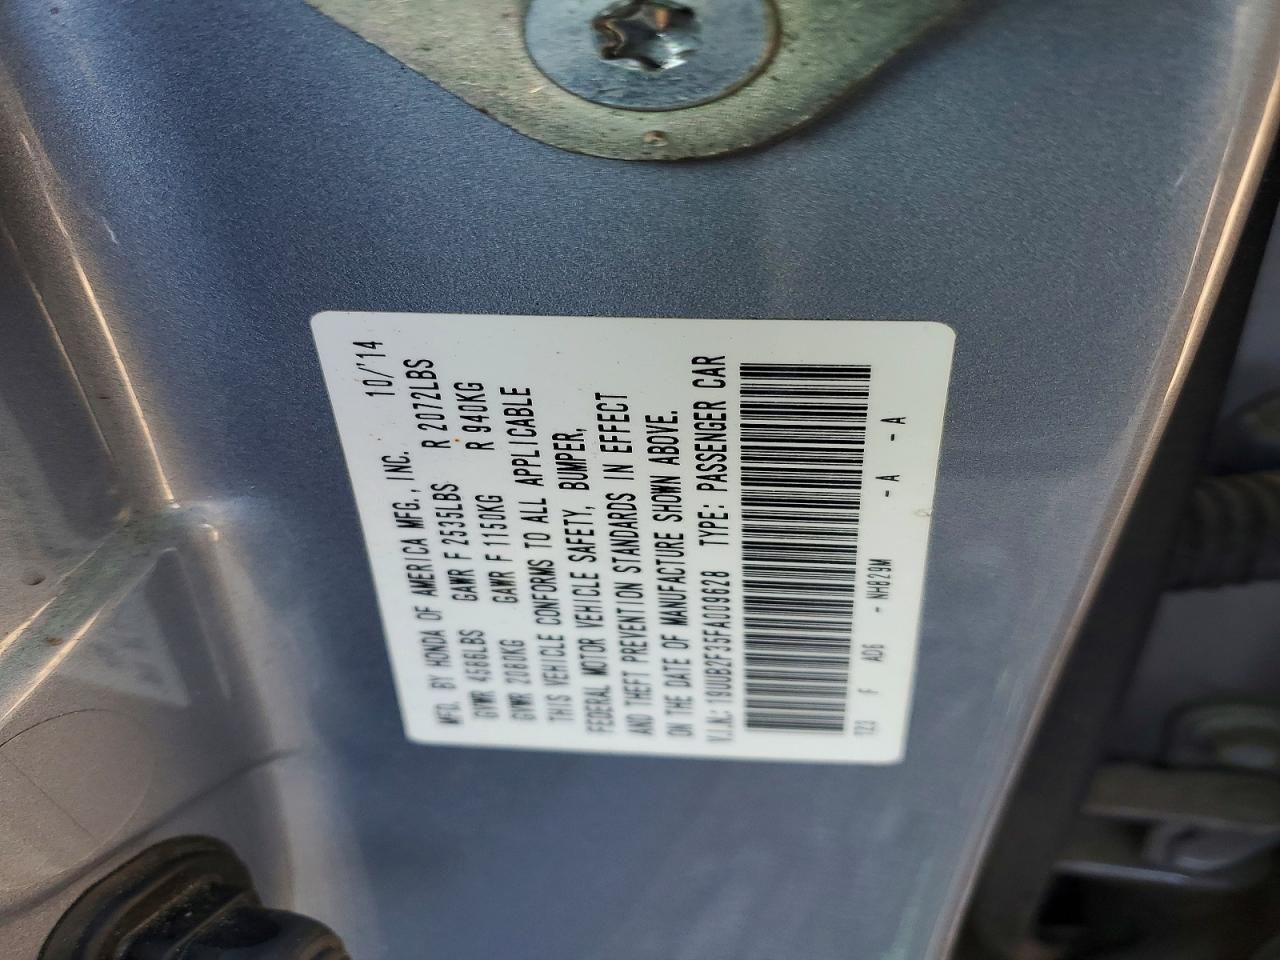 MFD. BY HONDA OF AMERICA MFG., INC. 10/'14
GVWR 4586LBS GAWR F 2535LBS R 2072LBS
GVWR 2080KG GAWR F 1150KG R 940KG
THIS VEHICLE CONFORMS TO ALL APPLICABLE
FEDERAL MOTOR VEHICLE SAFETY, BUMPER,
AND THEFT PREVENTION STANDARDS IN EFFECT
ON THE DATE OF MANUFACTURE SHOWN ABOVE.
V.I.N.: 19UUB2F35FA009628 TYPE: PASSENGER CAR
TZ3 F AD6 - NH829M - A - A